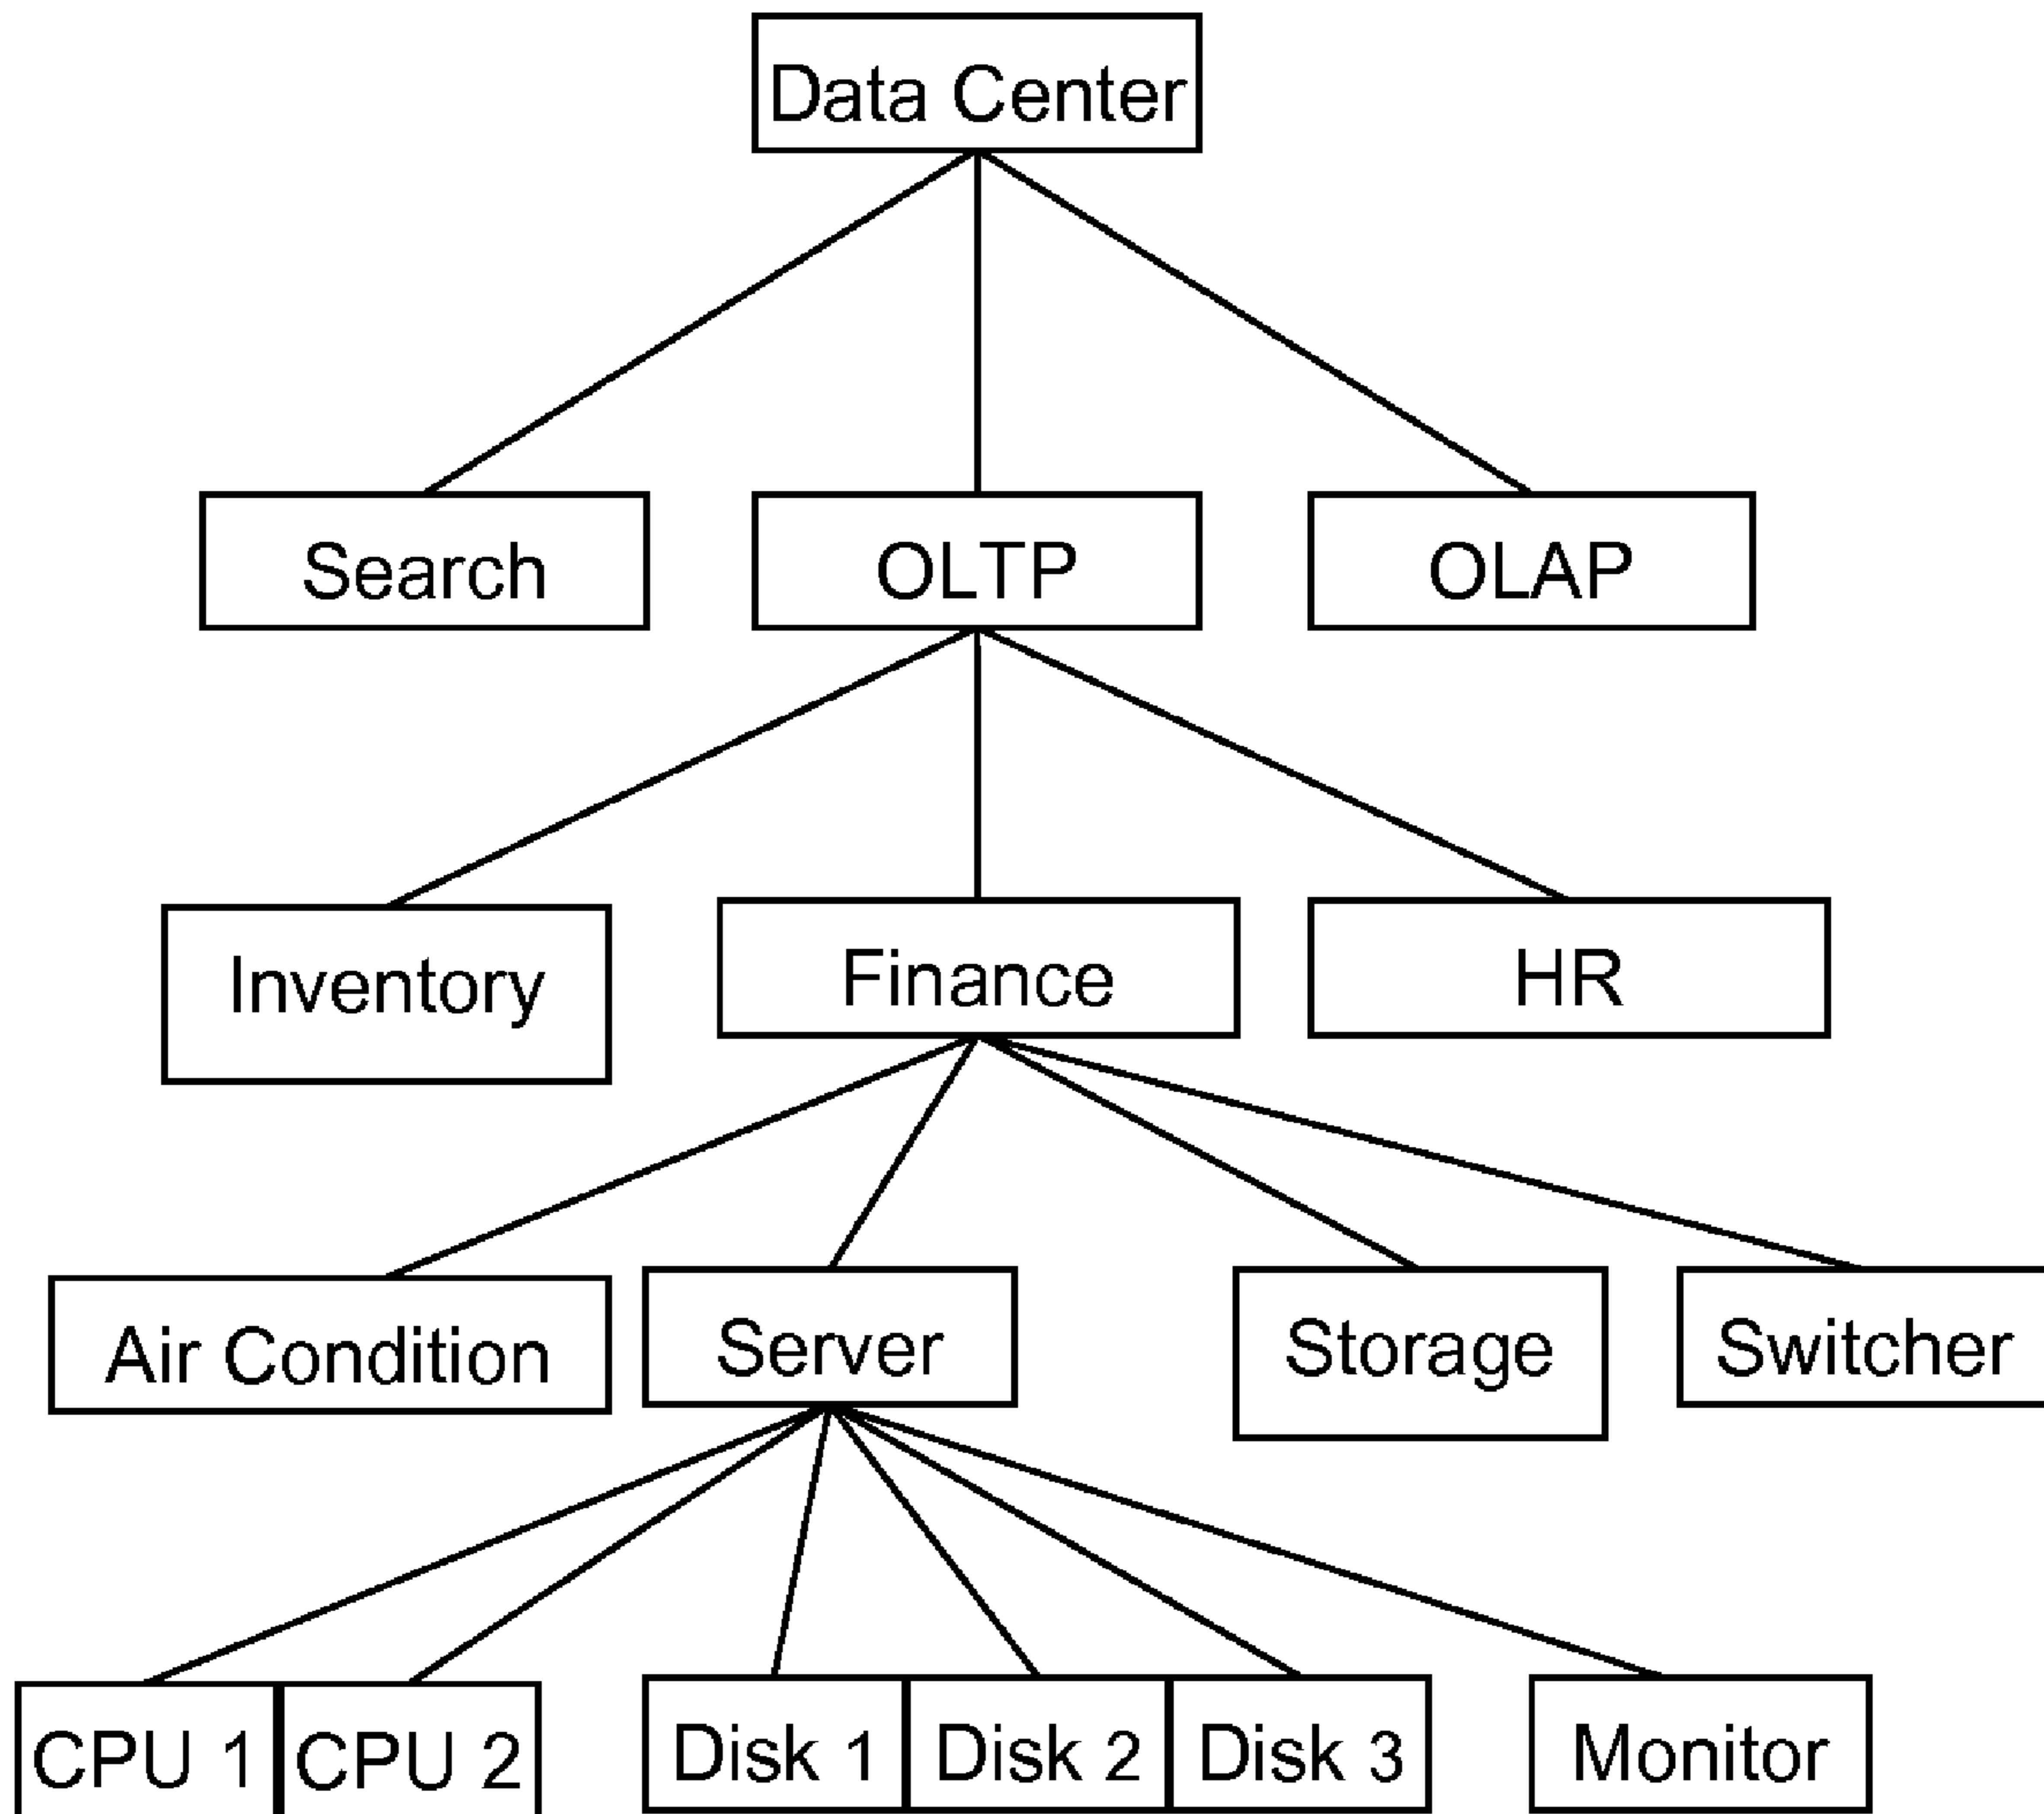 Data Center
Search
OLTP
OLAP
Inventory
Finance
HR
Air Condition
Server
Storage
Switcher
CPU 1
CPU 2
Disk 1
Disk 2
Disk 3
Monitor